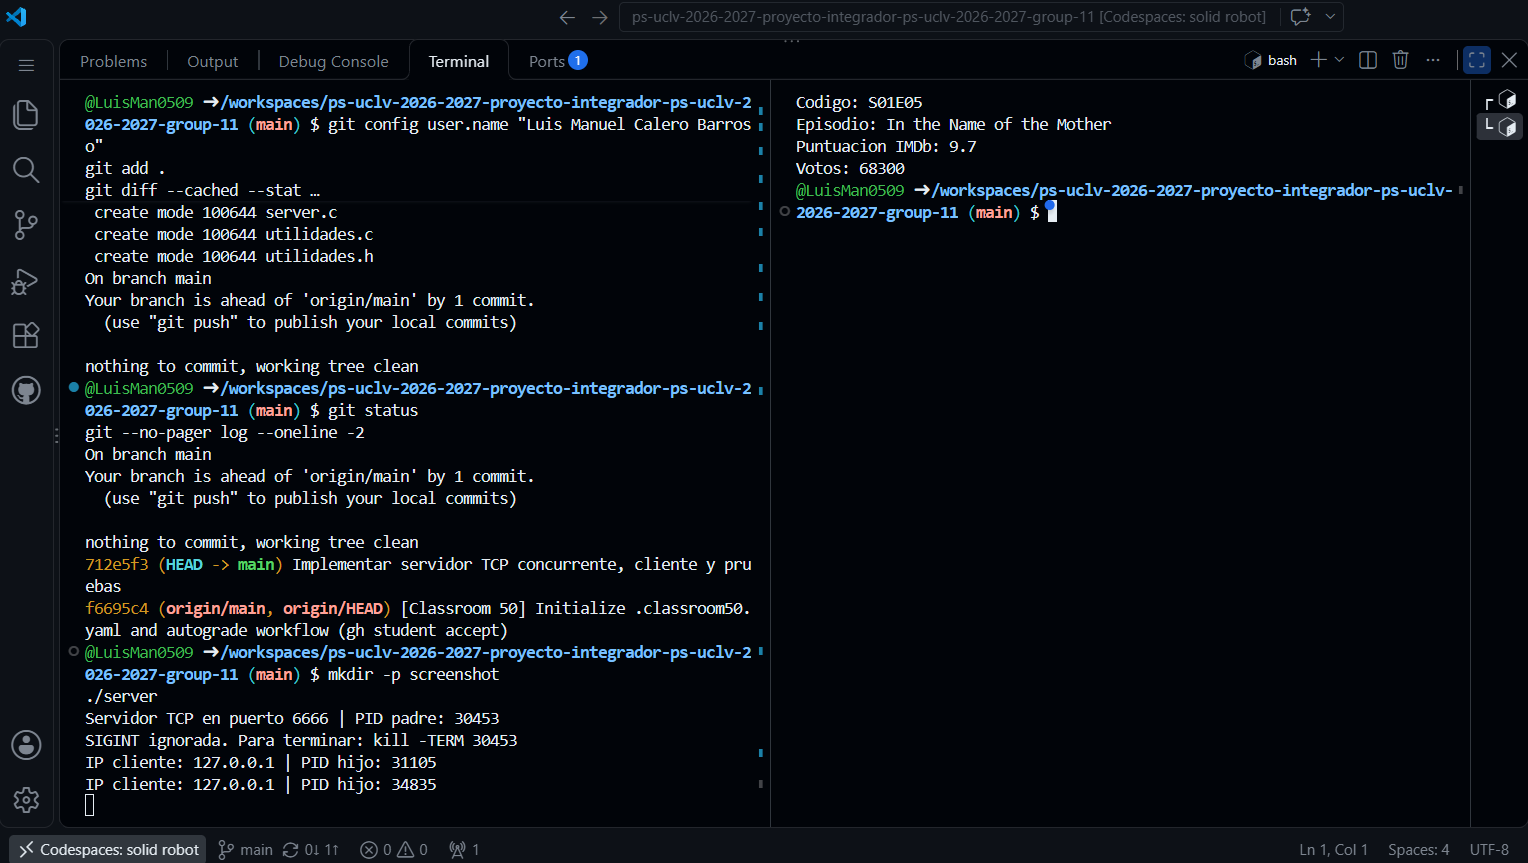 ps-uclv-2026-2027-proyecto-integrador-ps-uclv-2026-2027-group-11 [Codespaces: solid robot]
Problems
Output
Debug Console
Terminal
Ports 1
bash
@LuisMan0509 ➜/workspaces/ps-uclv-2026-2027-proyecto-integrador-ps-uclv-2
026-2027-group-11 (main) $ git config user.name "Luis Manuel Calero Barros
o"
git add .
git diff --cached --stat …
create mode 100644 server.c
create mode 100644 utilidades.c
create mode 100644 utilidades.h
On branch main
Your branch is ahead of 'origin/main' by 1 commit.
(use "git push" to publish your local commits)
nothing to commit, working tree clean
@LuisMan0509 ➜/workspaces/ps-uclv-2026-2027-proyecto-integrador-ps-uclv-2
026-2027-group-11 (main) $ git status
git --no-pager log --oneline -2
On branch main
Your branch is ahead of 'origin/main' by 1 commit.
(use "git push" to publish your local commits)
nothing to commit, working tree clean
712e5f3 (HEAD -> main) Implementar servidor TCP concurrente, cliente y pru
ebas
f6695c4 (origin/main, origin/HEAD) [Classroom 50] Initialize .classroom50.
yaml and autograde workflow (gh student accept)
@LuisMan0509 ➜/workspaces/ps-uclv-2026-2027-proyecto-integrador-ps-uclv-2
026-2027-group-11 (main) $ mkdir -p screenshot
./server
Servidor TCP en puerto 6666 | PID padre: 30453
SIGINT ignorada. Para terminar: kill -TERM 30453
IP cliente: 127.0.0.1 | PID hijo: 31105
IP cliente: 127.0.0.1 | PID hijo: 34835
Codigo: S01E05
Episodio: In the Name of the Mother
Puntuacion IMDb: 9.7
Votos: 68300
@LuisMan0509 ➜/workspaces/ps-uclv-2026-2027-proyecto-integrador-ps-uclv-
2026-2027-group-11 (main) $
Codespaces: solid robot
main
0↓ 1↑
0
0
1
Ln 1, Col 1
Spaces: 4
UTF-8